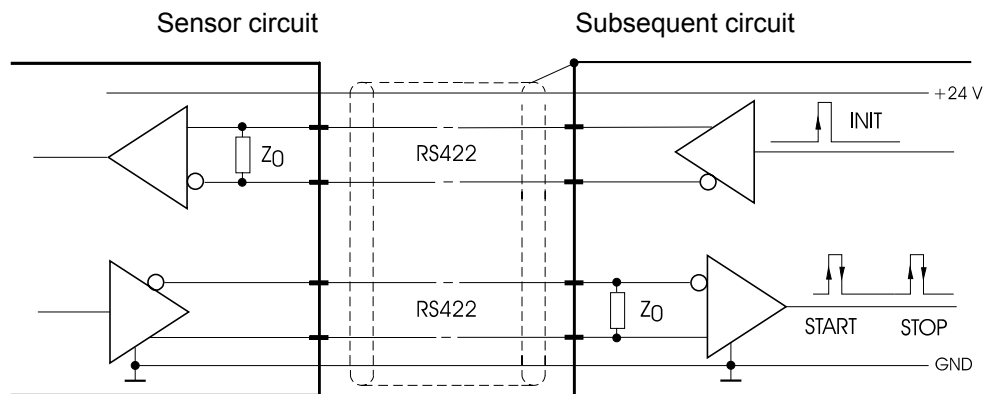 Sensor circuit
Subsequent circuit
+24 V
INIT
RS422
Z0
RS422
Z0
START
STOP
GND